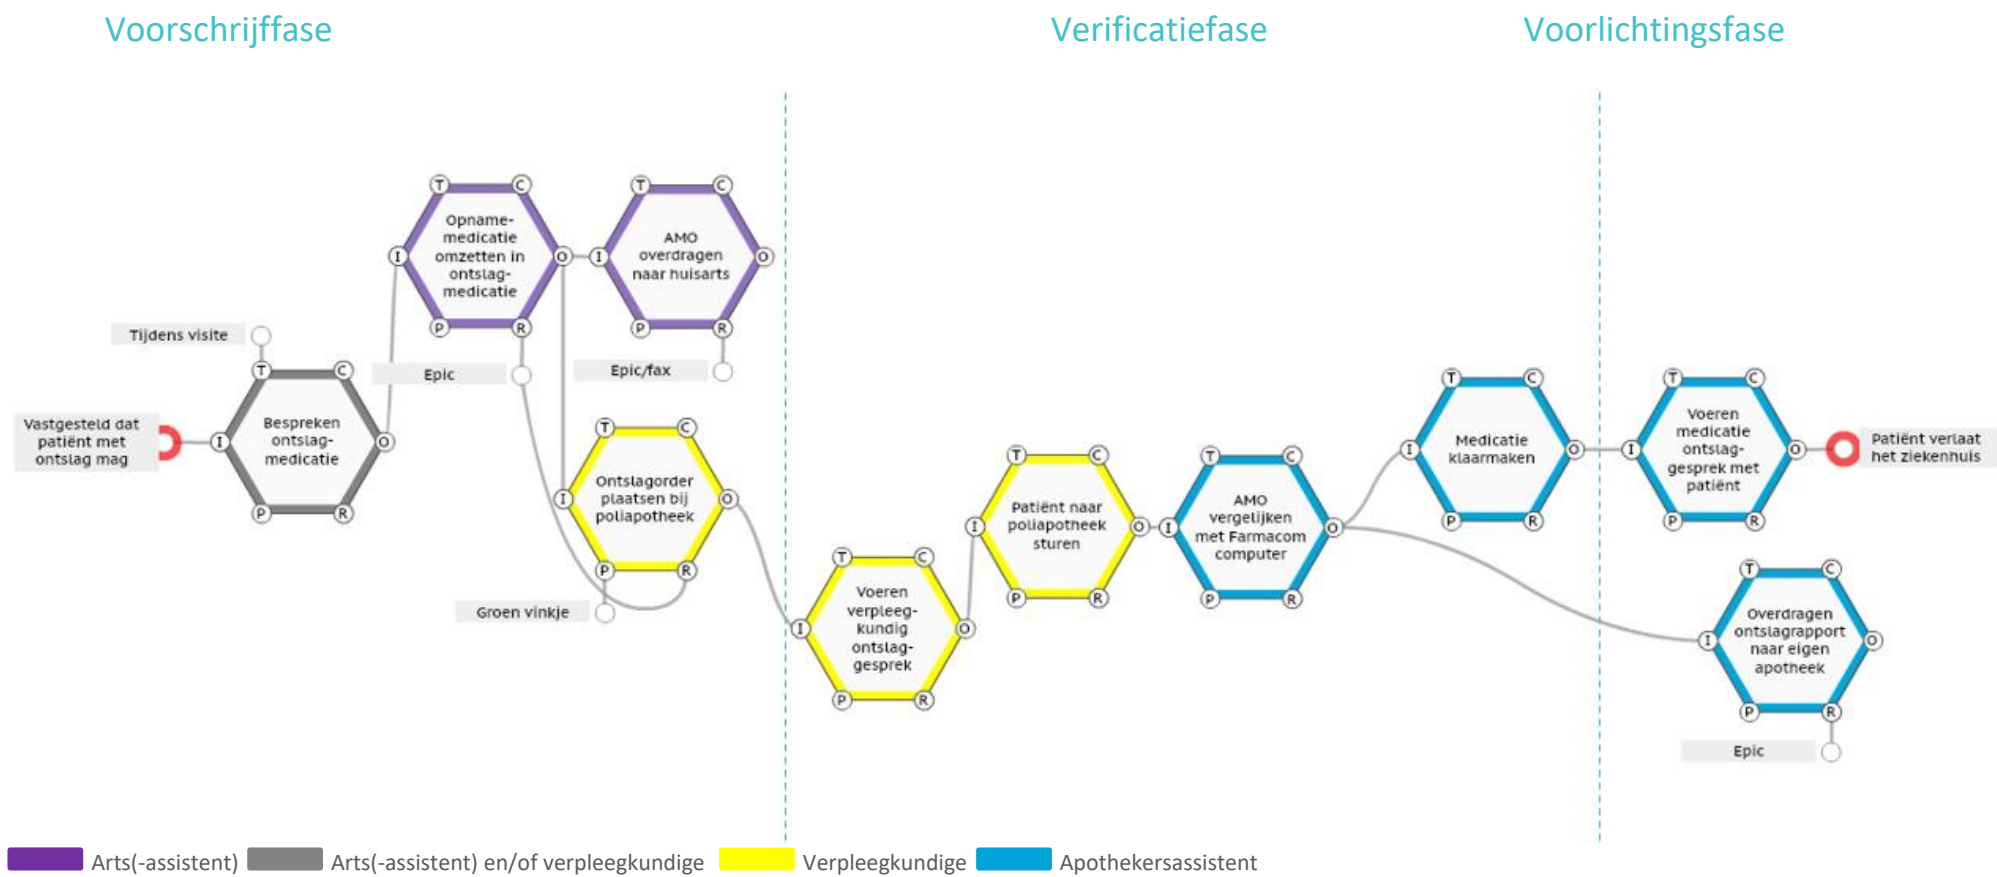 Voorschrijffase
Verificatiefase
Voorlichtingsfase
Vastgesteld dat
patiënt met
ontslag mag
Tijdens visite
T
C
I
Bespreken
ontslag-
medicatie
O
P
R
T
C
I
Opname-
medicatie
omzetten in
ontslag-
medicatie
O
P
R
Epic
T
C
I
AMO
overdragen
naar huisarts
O
P
R
Epic/fax
T
C
I
Ontslagorder
plaatsen bij
poliapotheek
O
P
R
Groen vinkje
T
C
I
Voeren
verpleeg-
kundig
ontslag-
gesprek
O
P
R
T
C
I
Patiënt naar
poliapotheek
sturen
O
P
R
T
C
I
AMO
vergelijken
met Farmacom
computer
O
P
R
T
C
I
Medicatie
klaarmaken
O
P
R
T
C
I
Voeren
medicatie
ontslag-
gesprek met
patiënt
O
P
R
Patiënt verlaat
het ziekenhuis
T
C
I
Overdragen
ontslagrapport
naar eigen
apotheek
O
P
R
Epic
Arts(-assistent)
Arts(-assistent) en/of verpleegkundige
Verpleegkundige
Apothekersassistent